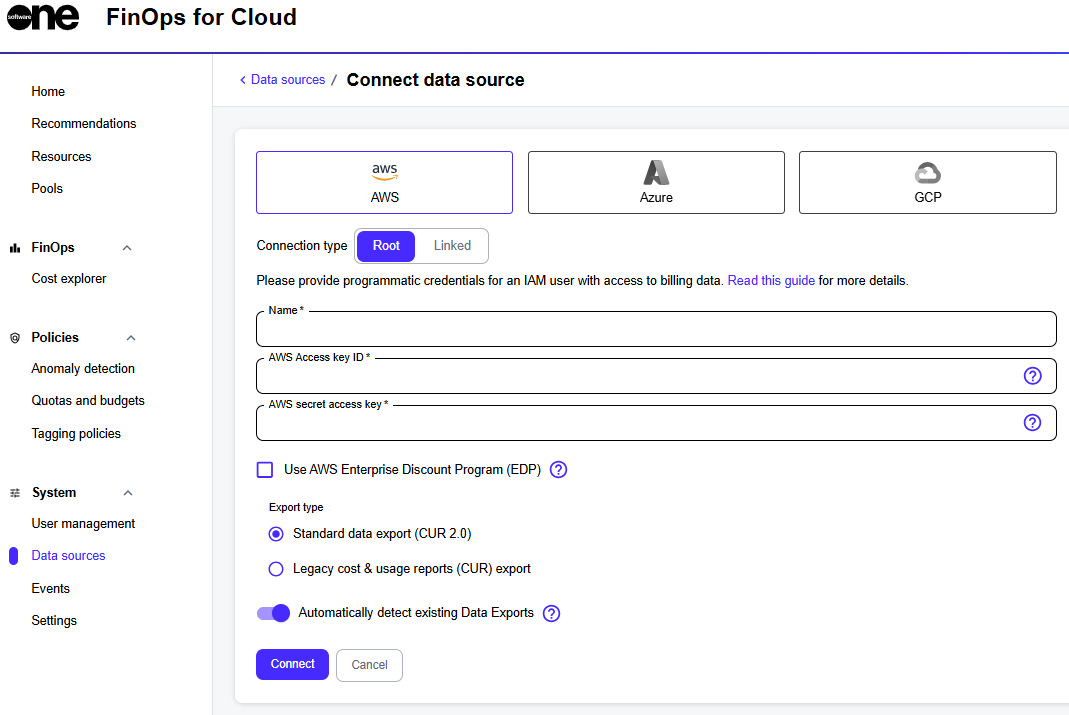 software one
FinOps for Cloud
Home
Recommendations
Resources
Pools
FinOps
Cost explorer
Policies
Anomaly detection
Quotas and budgets
Tagging policies
System
User management
Data sources
Events
Settings
Data sources / Connect data source
aws
AWS
Azure
GCP
Connection type Root Linked
Please provide programmatic credentials for an IAM user with access to billing data. Read this guide for more details.
Name *
AWS Access key ID *
AWS secret access key *
Use AWS Enterprise Discount Program (EDP)
Export type
Standard data export (CUR 2.0)
Legacy cost & usage reports (CUR) export
Automatically detect existing Data Exports
Connect Cancel